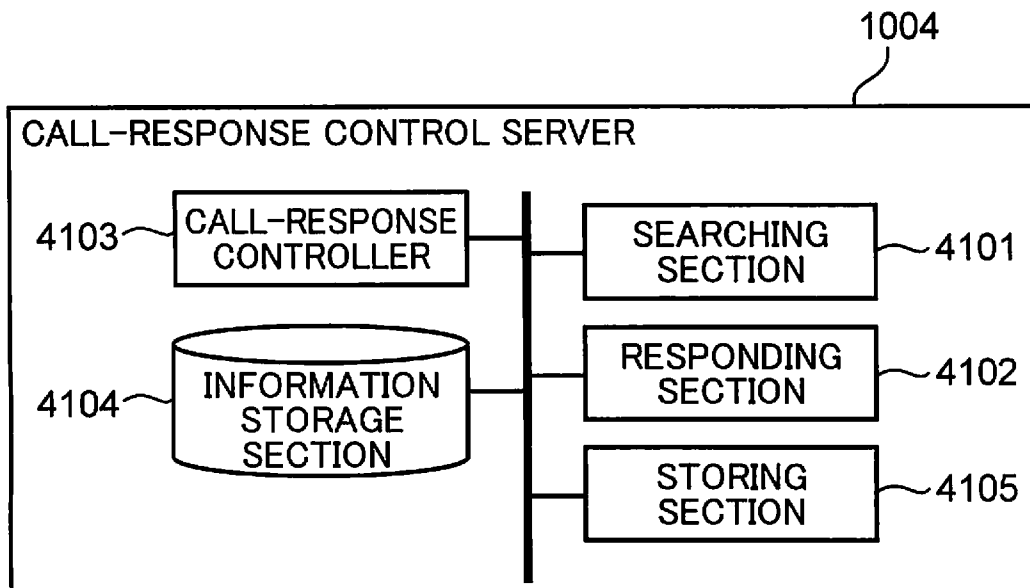 1004
CALL-RESPONSE CONTROL SERVER
4103
CALL-RESPONSE
CONTROLLER
SEARCHING
SECTION
4101
4104
INFORMATION
STORAGE
SECTION
RESPONDING
SECTION
4102
STORING
SECTION
4105